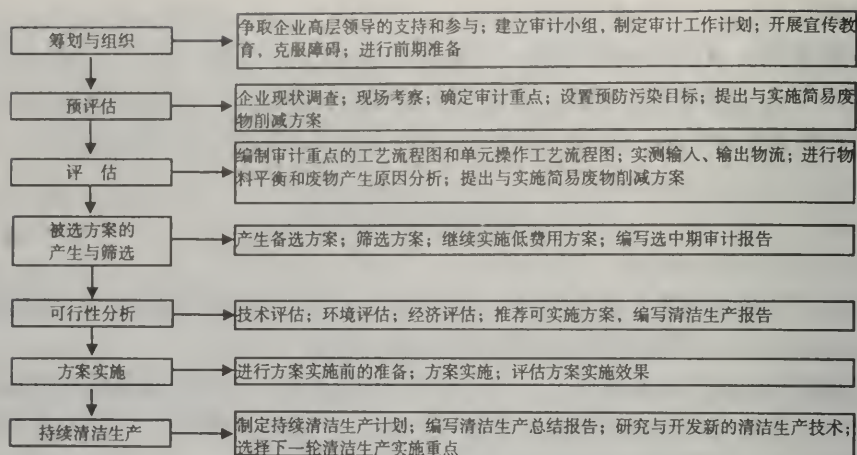 筹划与组织
争取企业高层领导的支持和参与；建立审计小组，制定审计工作计划；开展宣传教
育，克服障碍；进行前期准备
预评估
企业现状调查；现场考察；确定审计重点；设置预防污染目标；提出与实施简易废
物削减方案
评 估
编制审计重点的工艺流程图和单元操作工艺流程图；实测输人、输出物流；进行物
料平衡和废物产生原因分析；提出与实施简易废物削减方案
被选方案的
产生与筛选
产生备选方案；筛选方案；继续实施低费用方案；编写选中期审计报告
可行性分析
技术评估；环境评估；经济评估；推荐可实施方案，编写清洁生产报告
方案实施
进行方案实施前的准备；方案实施；评估方案实施效果
持续清洁生产
制定持续清洁生产计划；编写清洁生产总结报告；研究与开发新的清洁生产技术；
选择下一轮清洁生产实施重点